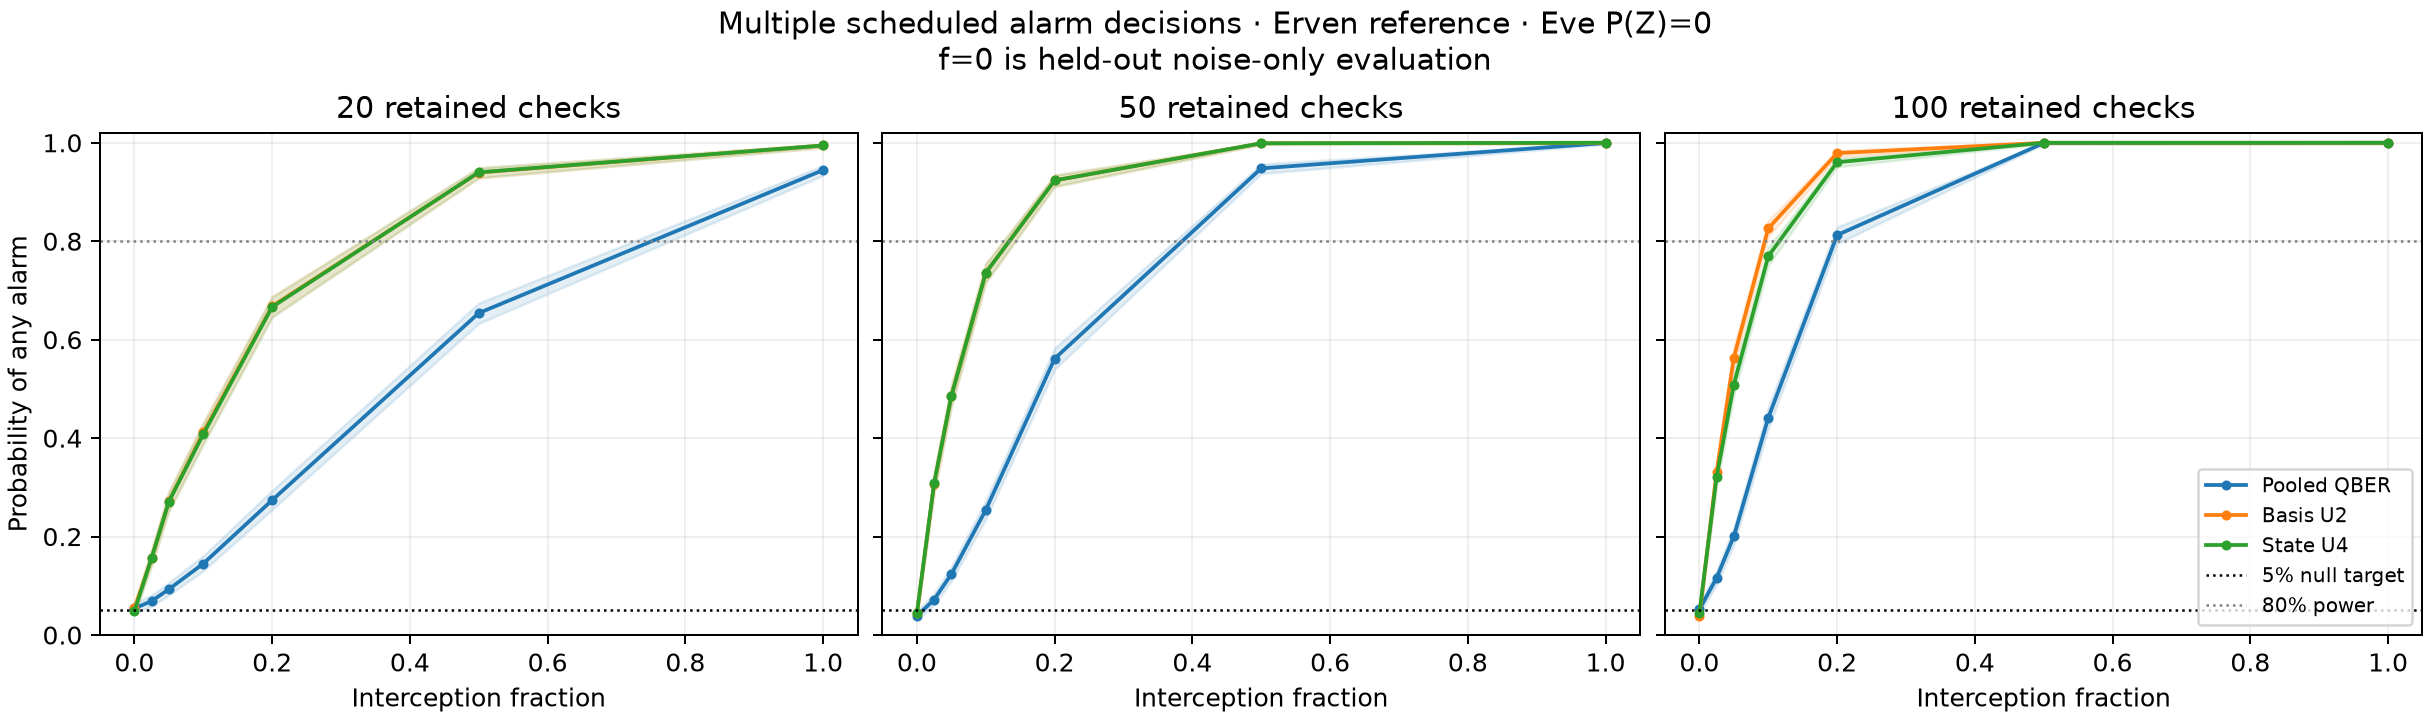 Multiple scheduled alarm decisions · Erven reference · Eve P(Z)=0
f=0 is held-out noise-only evaluation
20 retained checks
50 retained checks
100 retained checks
Probability of any alarm
1.0
0.8
0.6
0.4
0.2
0.0
0.0 0.2 0.4 0.6 0.8 1.0
Interception fraction
0.0 0.2 0.4 0.6 0.8 1.0
Interception fraction
Pooled QBER
Basis U2
State U4
5% null target
80% power
0.0 0.2 0.4 0.6 0.8 1.0
Interception fraction